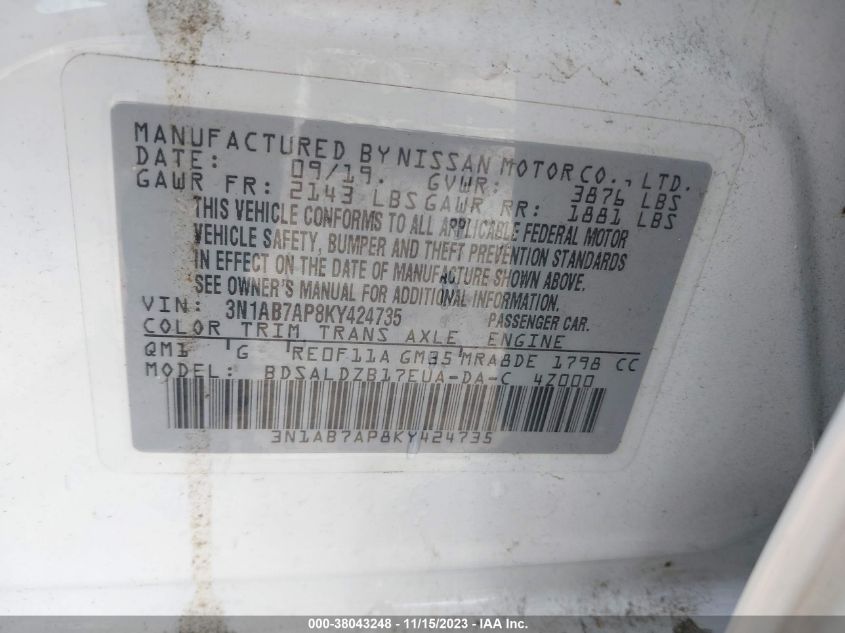 MANUFACTURED BY NISSAN MOTOR CO., LTD.
DATE: 09/19. GVWR: 3876 LBS
GAWR FR: 2143 LBS GAWR RR: 1881 LBS
THIS VEHICLE CONFORMS TO ALL APPLICABLE FEDERAL MOTOR
VEHICLE SAFETY, BUMPER AND THEFT PREVENTION STANDARDS
IN EFFECT ON THE DATE OF MANUFACTURE SHOWN ABOVE.
SEE OWNER'S MANUAL FOR ADDITIONAL INFORMATION.
VIN: 3N1AB7AP8KY424735 PASSENGER CAR.
COLOR TRIM TRANS AXLE ENGINE
QM1 G RE0F11A GM35 MRA8DE 1798 CC
MODEL: BDSALDZB17EUA-DA-C 4Z000
3N1AB7AP8KY424735
000-38043248 - 11/15/2023 - IAA Inc.